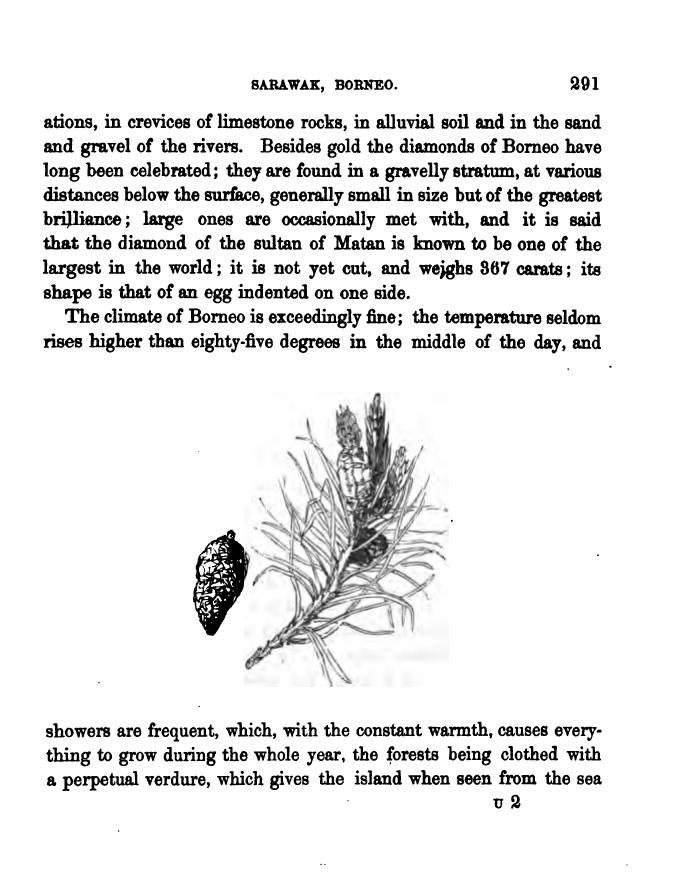 SARAWAK, BORNEO. 291
ations, in crevices of limestone rocks, in alluvial soil and in the sand
and gravel of the rivers. Besides gold the diamonds of Borneo have
long been celebrated; they are found in a gravelly stratum, at various
distances below the surface, generally small in size but of the greatest
brilliance; large ones are occasionally met with, and it is said
that the diamond of the sultan of Matan is known to be one of the
largest in the world; it is not yet cut, and weighs 367 carats; its
shape is that of an egg indented on one side.
The climate of Borneo is exceedingly fine; the temperature seldom
rises higher than eighty-five degrees in the middle of the day, and
showers are frequent, which, with the constant warmth, causes every-
thing to grow during the whole year, the forests being clothed with
a perpetual verdure, which gives the island when seen from the sea
U 2